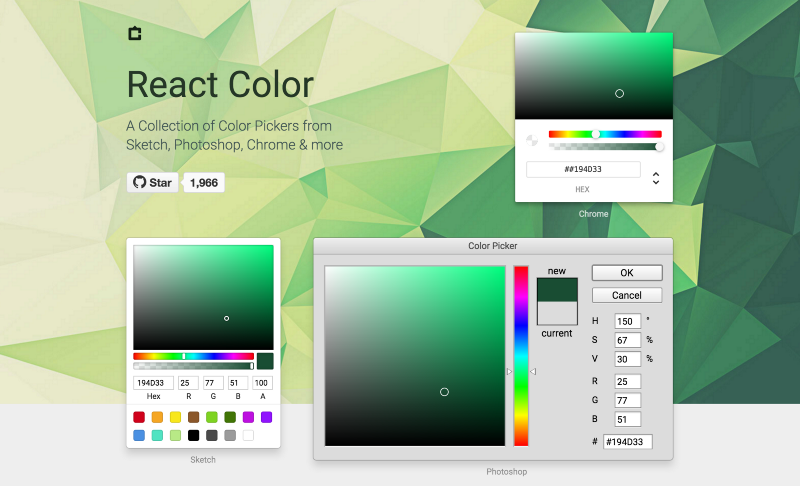 React Color
A Collection of Color Pickers from
Sketch, Photoshop, Chrome & more
Star 1,966
##194D33
HEX
Chrome
194D33 25 77 51 100
Hex R G B A
Sketch
Color Picker
new
current
OK
Cancel
H 150 °
S 67 %
V 30 %
R 25
G 77
B 51
# #194D33
Photoshop